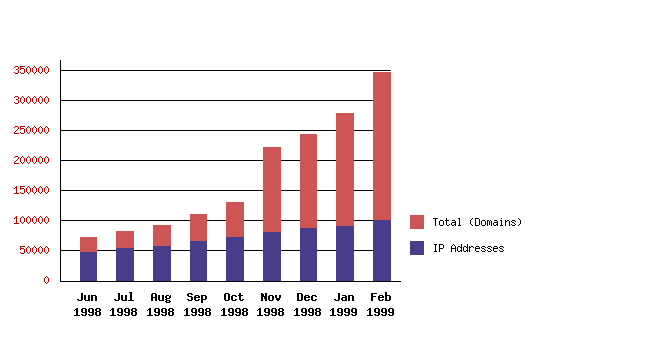 350000
300000
250000
200000
150000
100000
50000
0
Total (Domains)
IP Addresses
Jun Jul Aug Sep Oct Nov Dec Jan Feb
1998 1998 1998 1998 1998 1998 1998 1999 1999